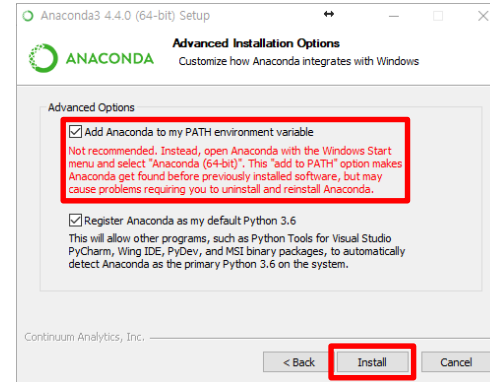 Anaconda3 4.4.0 (64-bit) Setup
ANACONDA
Advanced Installation Options
Customize how Anaconda integrates with Windows
Advanced Options
Add Anaconda to my PATH environment variable
Not recommended. Instead, open Anaconda with the Windows Start
menu and select "Anaconda (64-bit)". This "add to PATH" option makes
Anaconda get found before previously installed software, but may
cause problems requiring you to uninstall and reinstall Anaconda.
Register Anaconda as my default Python 3.6
This will allow other programs, such as Python Tools for Visual Studio
PyCharm, Wing IDE, PyDev, and MSI binary packages, to automatically
detect Anaconda as the primary Python 3.6 on the system.
Continuum Analytics, Inc.
< Back Install Cancel